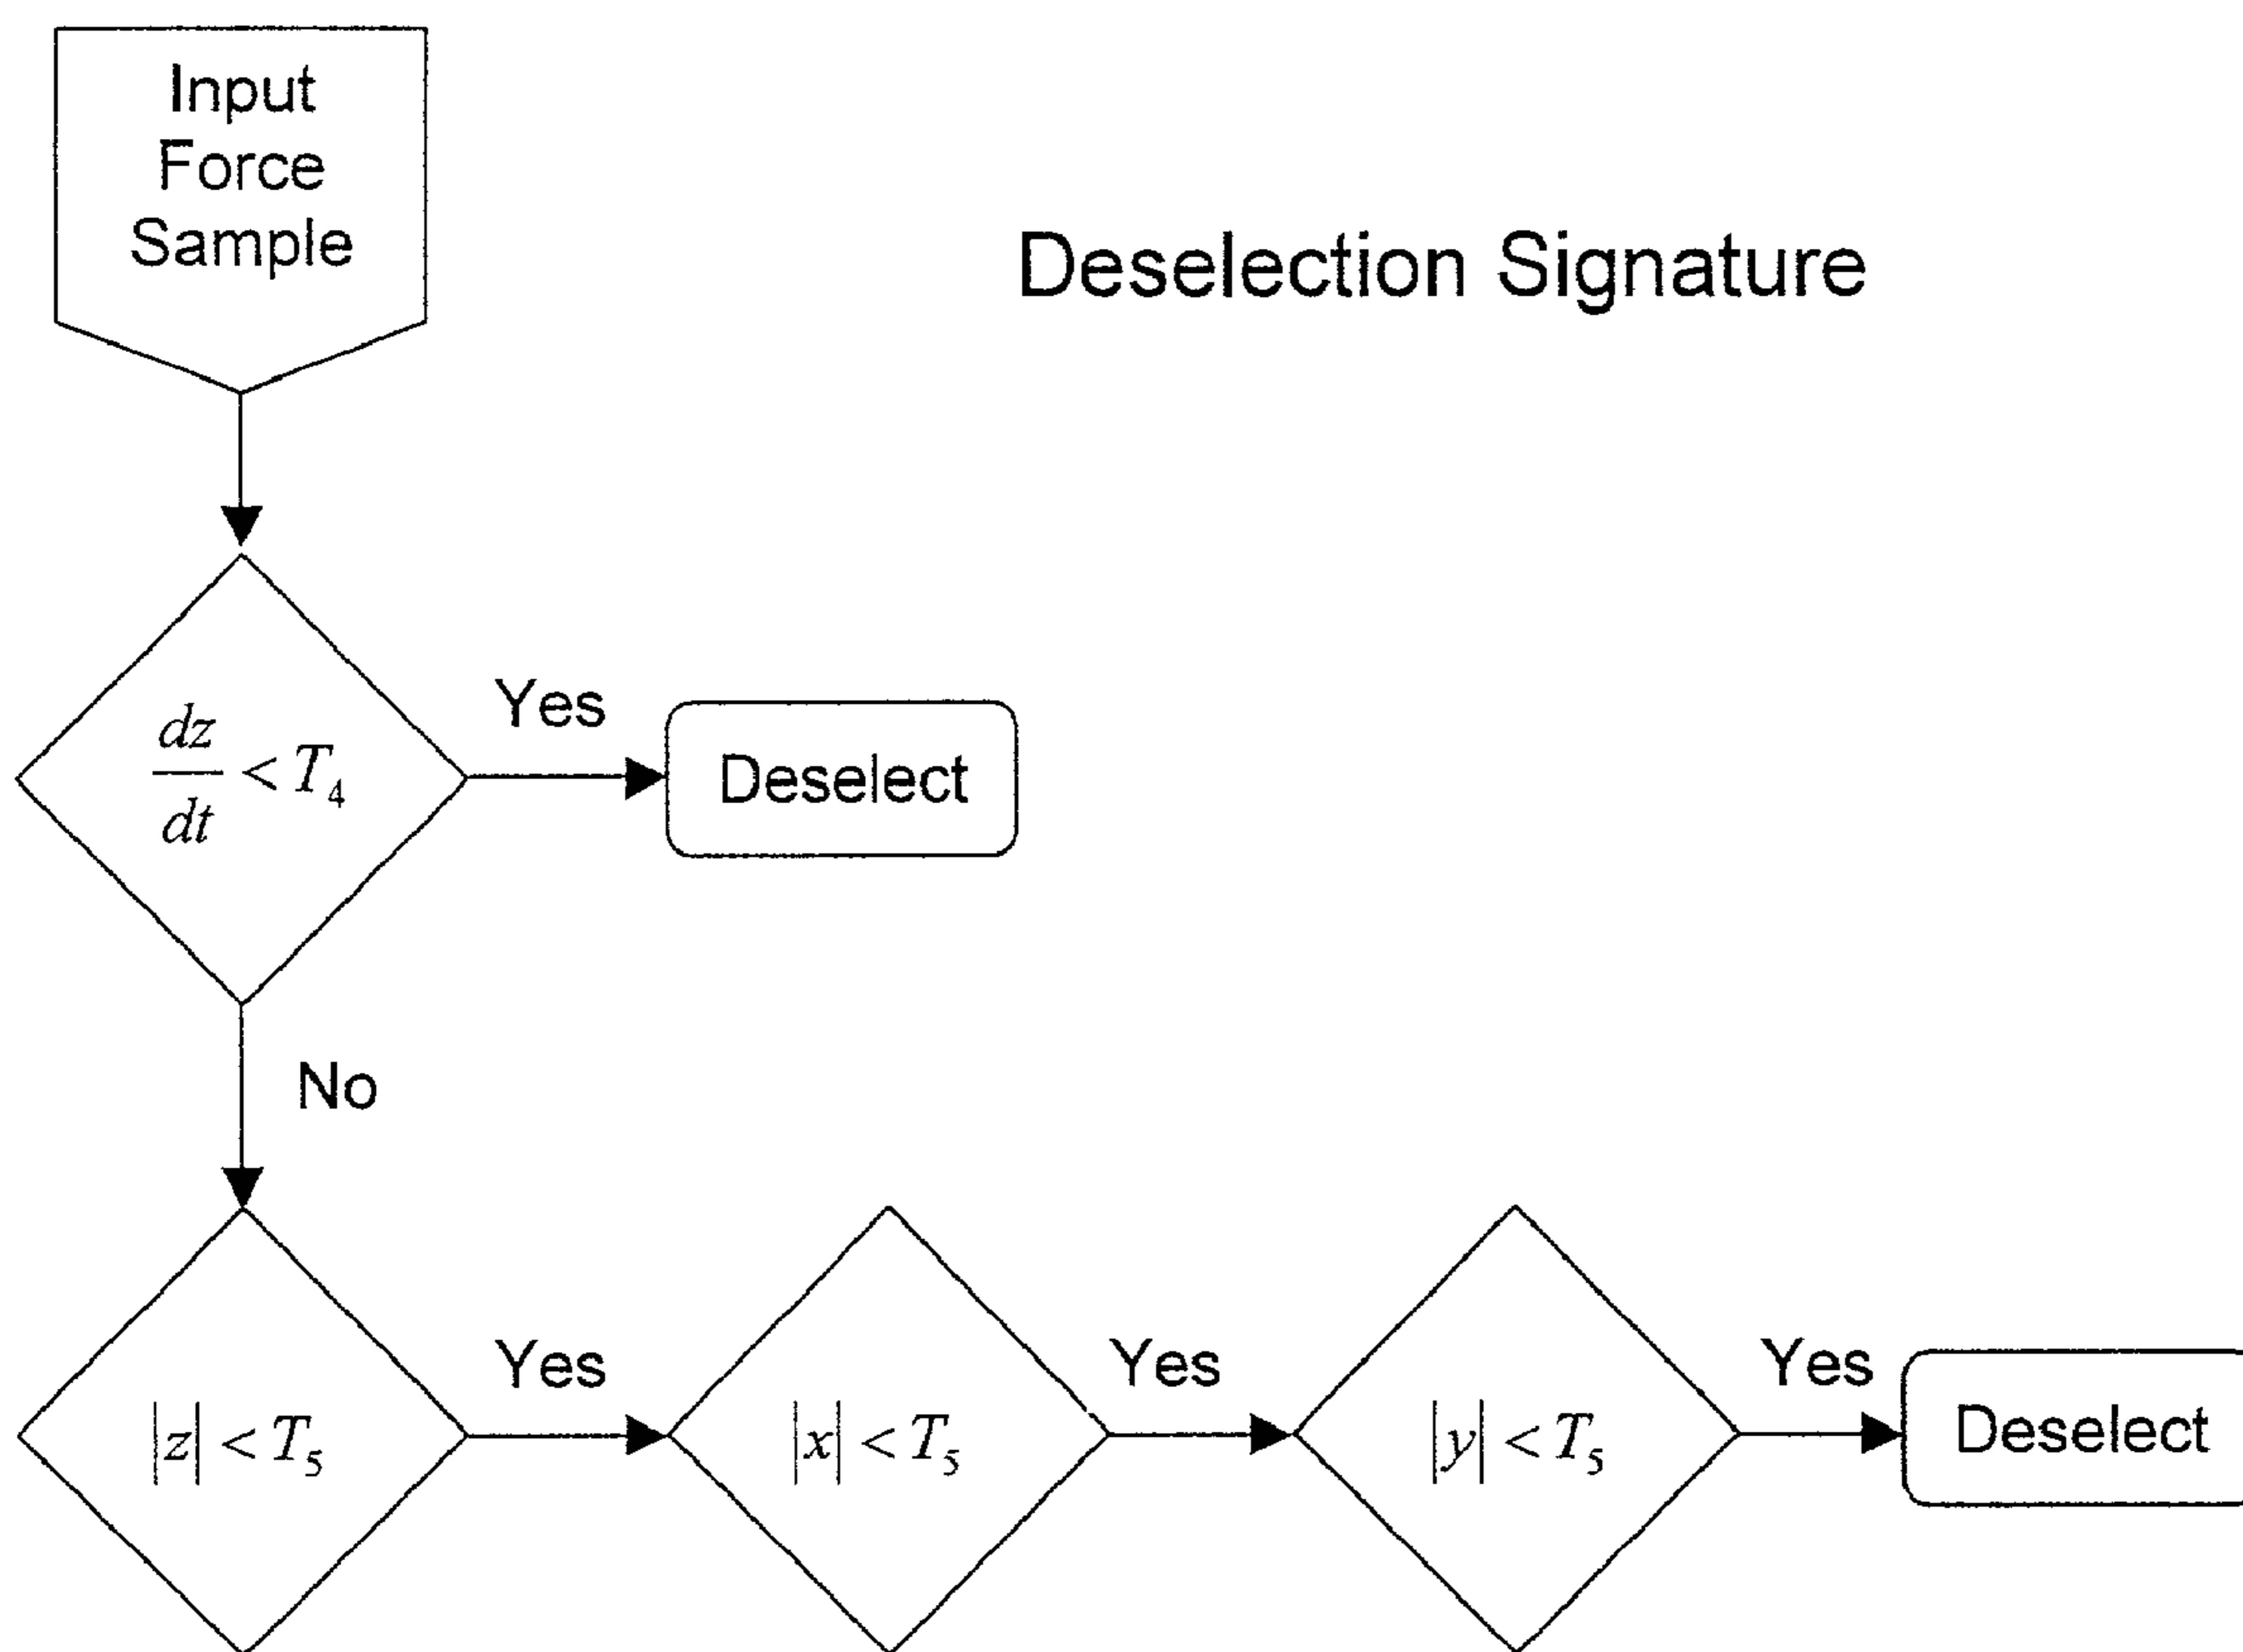 Input
Force
Sample
Deselection Signature
dz/dt < T₄
Yes
Deselect
No
|z| < T₅
Yes
|x| < T₅
Yes
|y| < T₅
Yes
Deselect